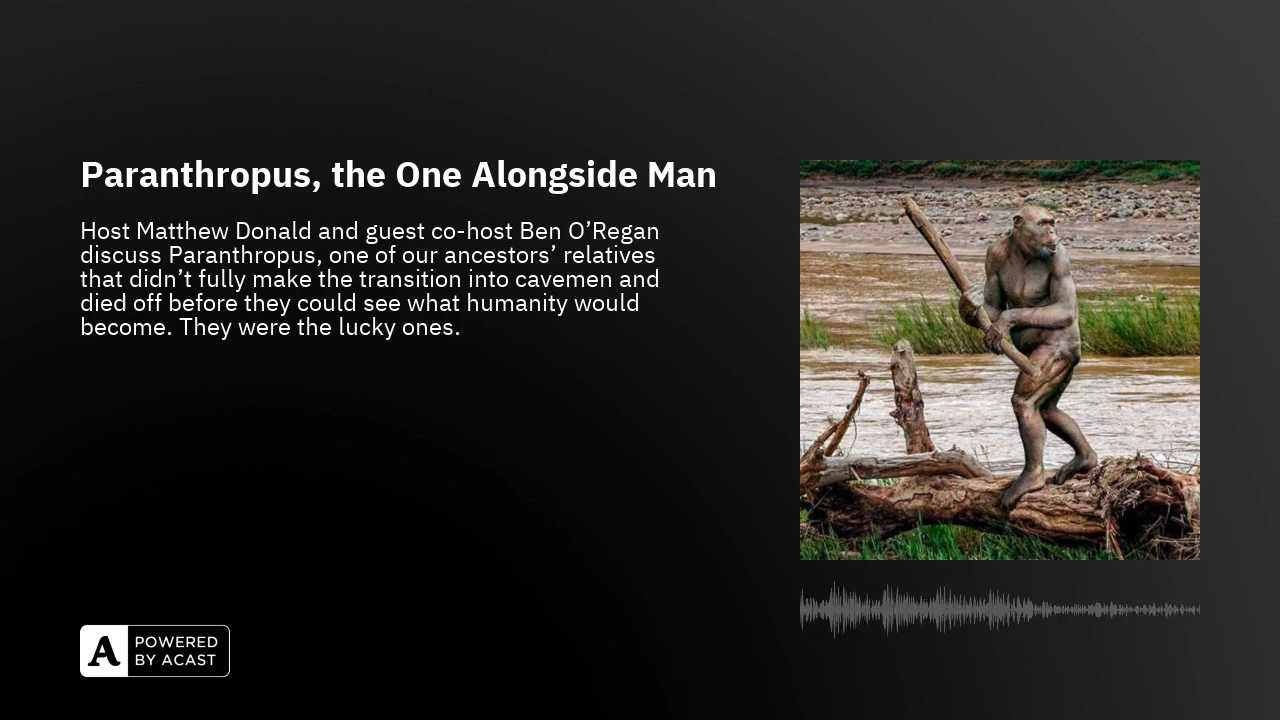 Paranthropus, the One Alongside Man
Host Matthew Donald and guest co-host Ben O’Regan
discuss Paranthropus, one of our ancestors’ relatives
that didn’t fully make the transition into cavemen and
died off before they could see what humanity would
become. They were the lucky ones.
A
POWERED
BY ACAST